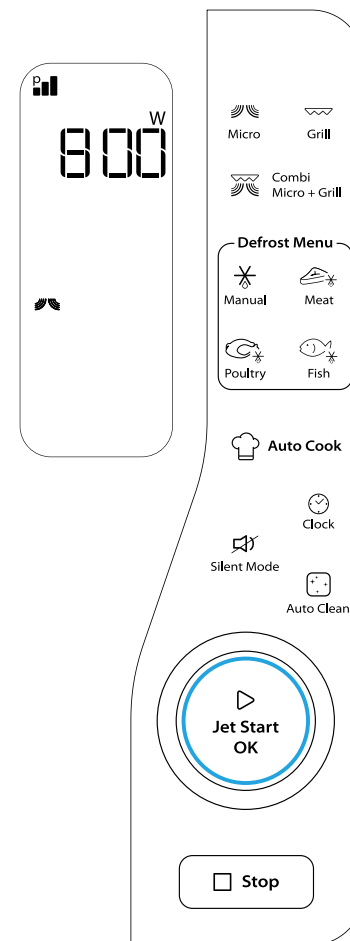 P
W
800
Micro
Grill
Combi
Micro + Grill
Defrost Menu
Manual
Meat
Poultry
Fish
Auto Cook
Clock
Silent Mode
Auto Clean
Jet Start
OK
Stop